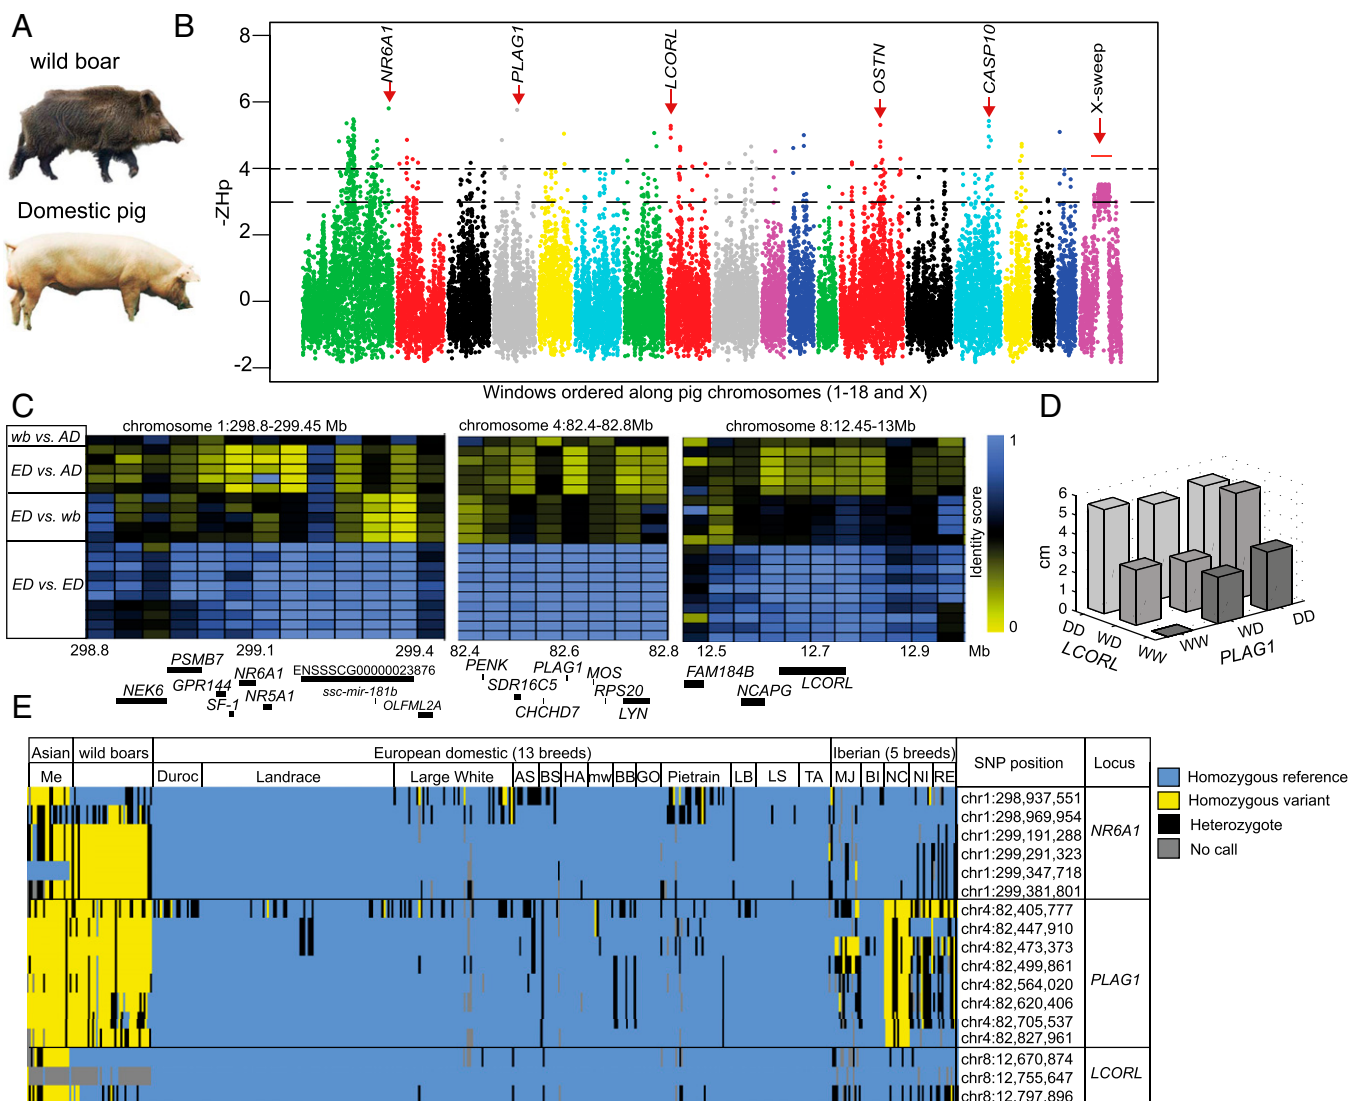 A
wild boar
Domestic pig
B
8
6
4
2
0
-2
-ZHp
NR6A1
PLAG1
LCORL
OSTN
CASP10
X-sweep
Windows ordered along pig chromosomes (1-18 and X)
C
chromosome 1:298.8-299.45 Mb
chromosome 4:82.4-82.8Mb
chromosome 8:12.45-13Mb
wb vs. AD
ED vs. AD
ED vs. wb
ED vs. ED
1
Identity score
0
298.8 299.1 299.4 82.4 82.6 82.8 12.5 12.7 12.9 Mb
PSMB7
NR6A1
ENSSSCG00000023876
GPR144
NEK6
NR5A1
ssc-mir-181b
SF-1
OLFML2A
PENK
PLAG1
MOS
SDR16C5
RPS20
CHCHD7
LYN
FAM184B
LCORL
NCAPG
D
6
5
4
3
2
1
0
cm
DD
WD
WW
LCORL
WW
WD
DD
PLAG1
E
Asian wild boars European domestic (13 breeds) Iberian (5 breeds) SNP position Locus
Me Duroc Landrace Large White AS BS HA mw BB GO Pietrain LB LS TA MJ BI NC NI RE
chr1:298,937,551
chr1:298,969,954
chr1:299,191,288
chr1:299,291,323
chr1:299,347,718
chr1:299,381,801
NR6A1
chr4:82,405,777
chr4:82,447,910
chr4:82,473,373
chr4:82,499,861
chr4:82,564,020
chr4:82,620,406
chr4:82,705,537
chr4:82,827,961
PLAG1
chr8:12,670,874
chr8:12,755,647
chr8:12,797,896
LCORL
Homozygous reference
Homozygous variant
Heterozygote
No call